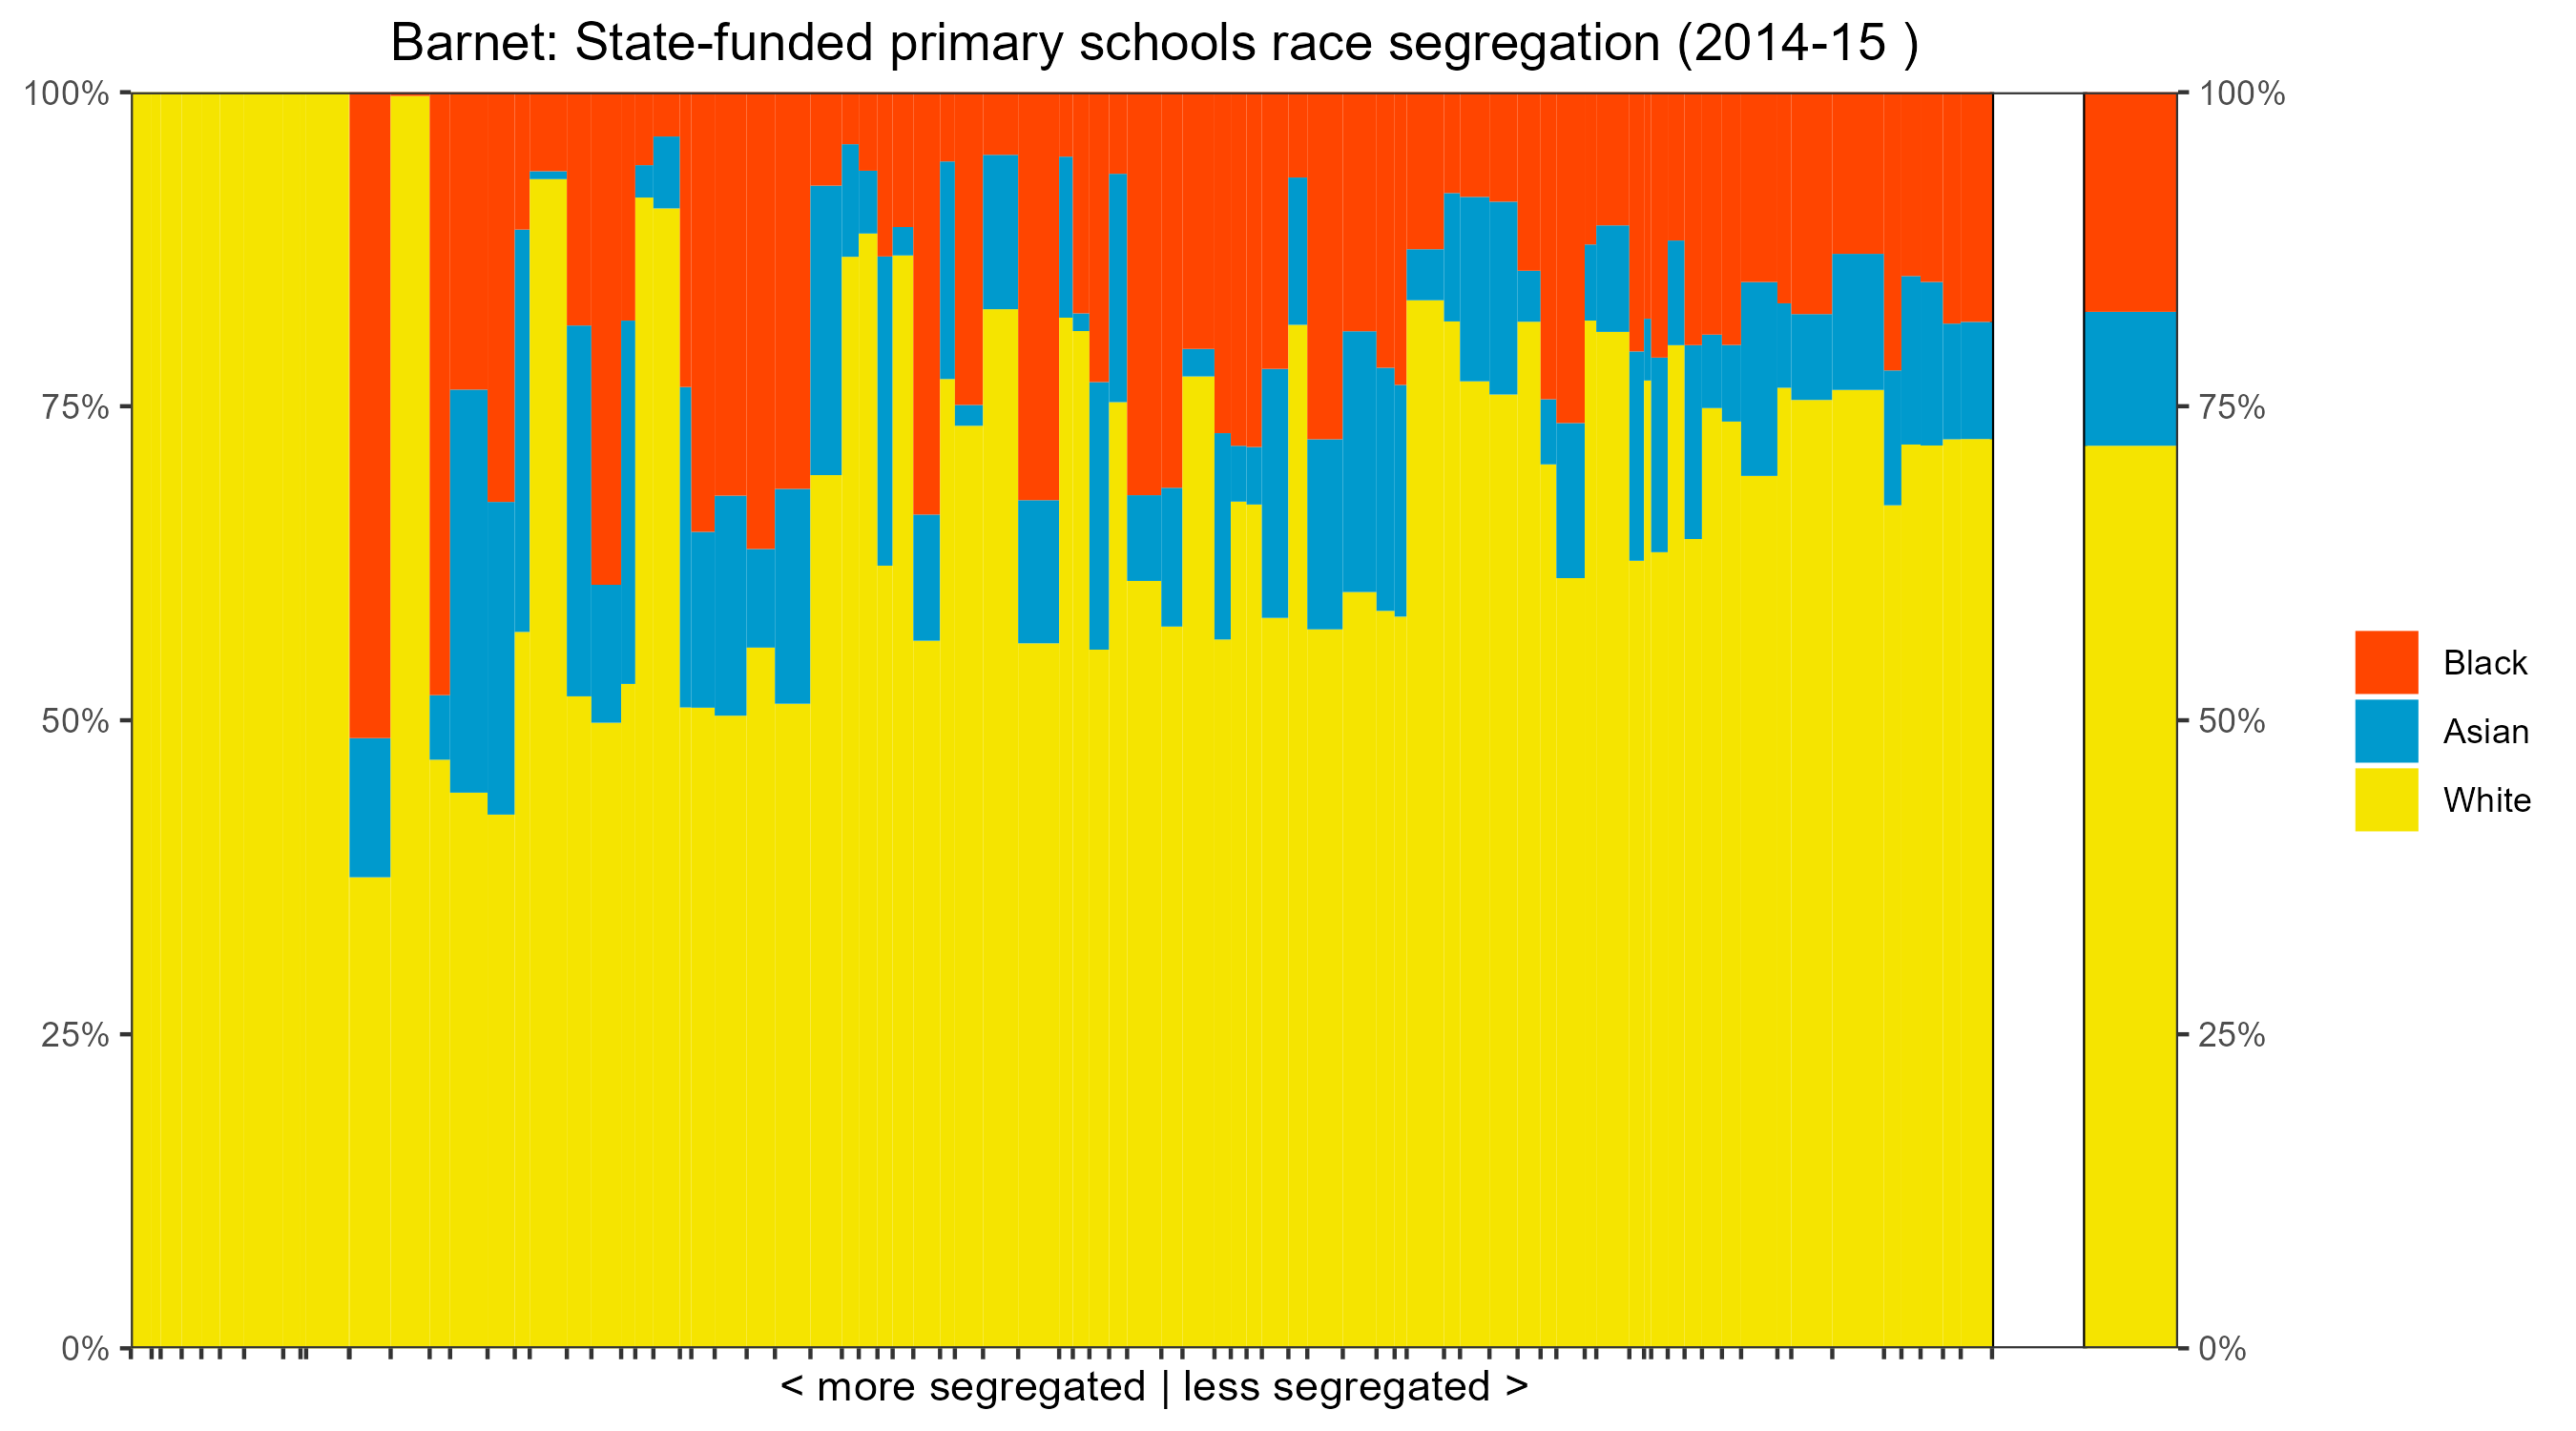 Barnet: State-funded primary schools race segregation (2014-15 )
100%
75%
50%
25%
0%
100%
75%
50%
25%
0%
Black
Asian
White
< more segregated | less segregated >